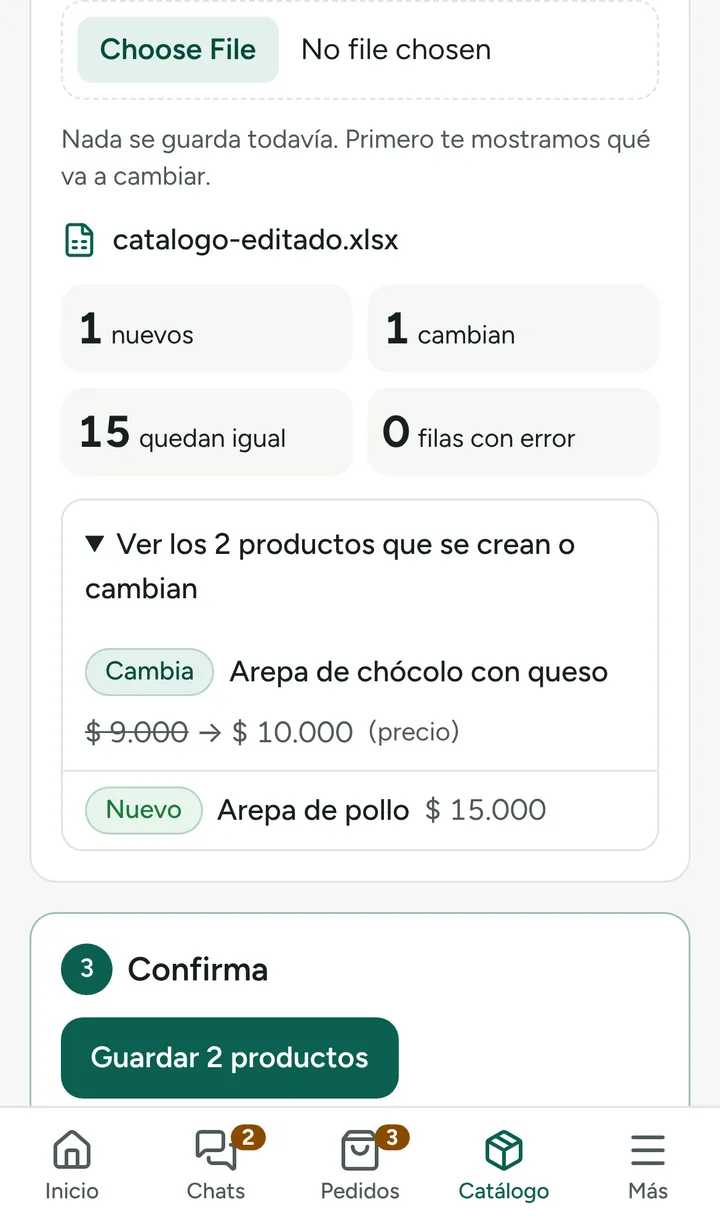 Choose File No file chosen
Nada se guarda todavía. Primero te mostramos qué
va a cambiar.
catalogo-editado.xlsx
1 nuevos
1 cambian
15 quedan igual
0 filas con error
▼ Ver los 2 productos que se crean o
cambian
Cambia Arepa de chócolo con queso
$ 9.000 → $ 10.000 (precio)
Nuevo Arepa de pollo $ 15.000
3 Confirma
Guardar 2 productos
2
3
Inicio
Chats
Pedidos
Catálogo
Más